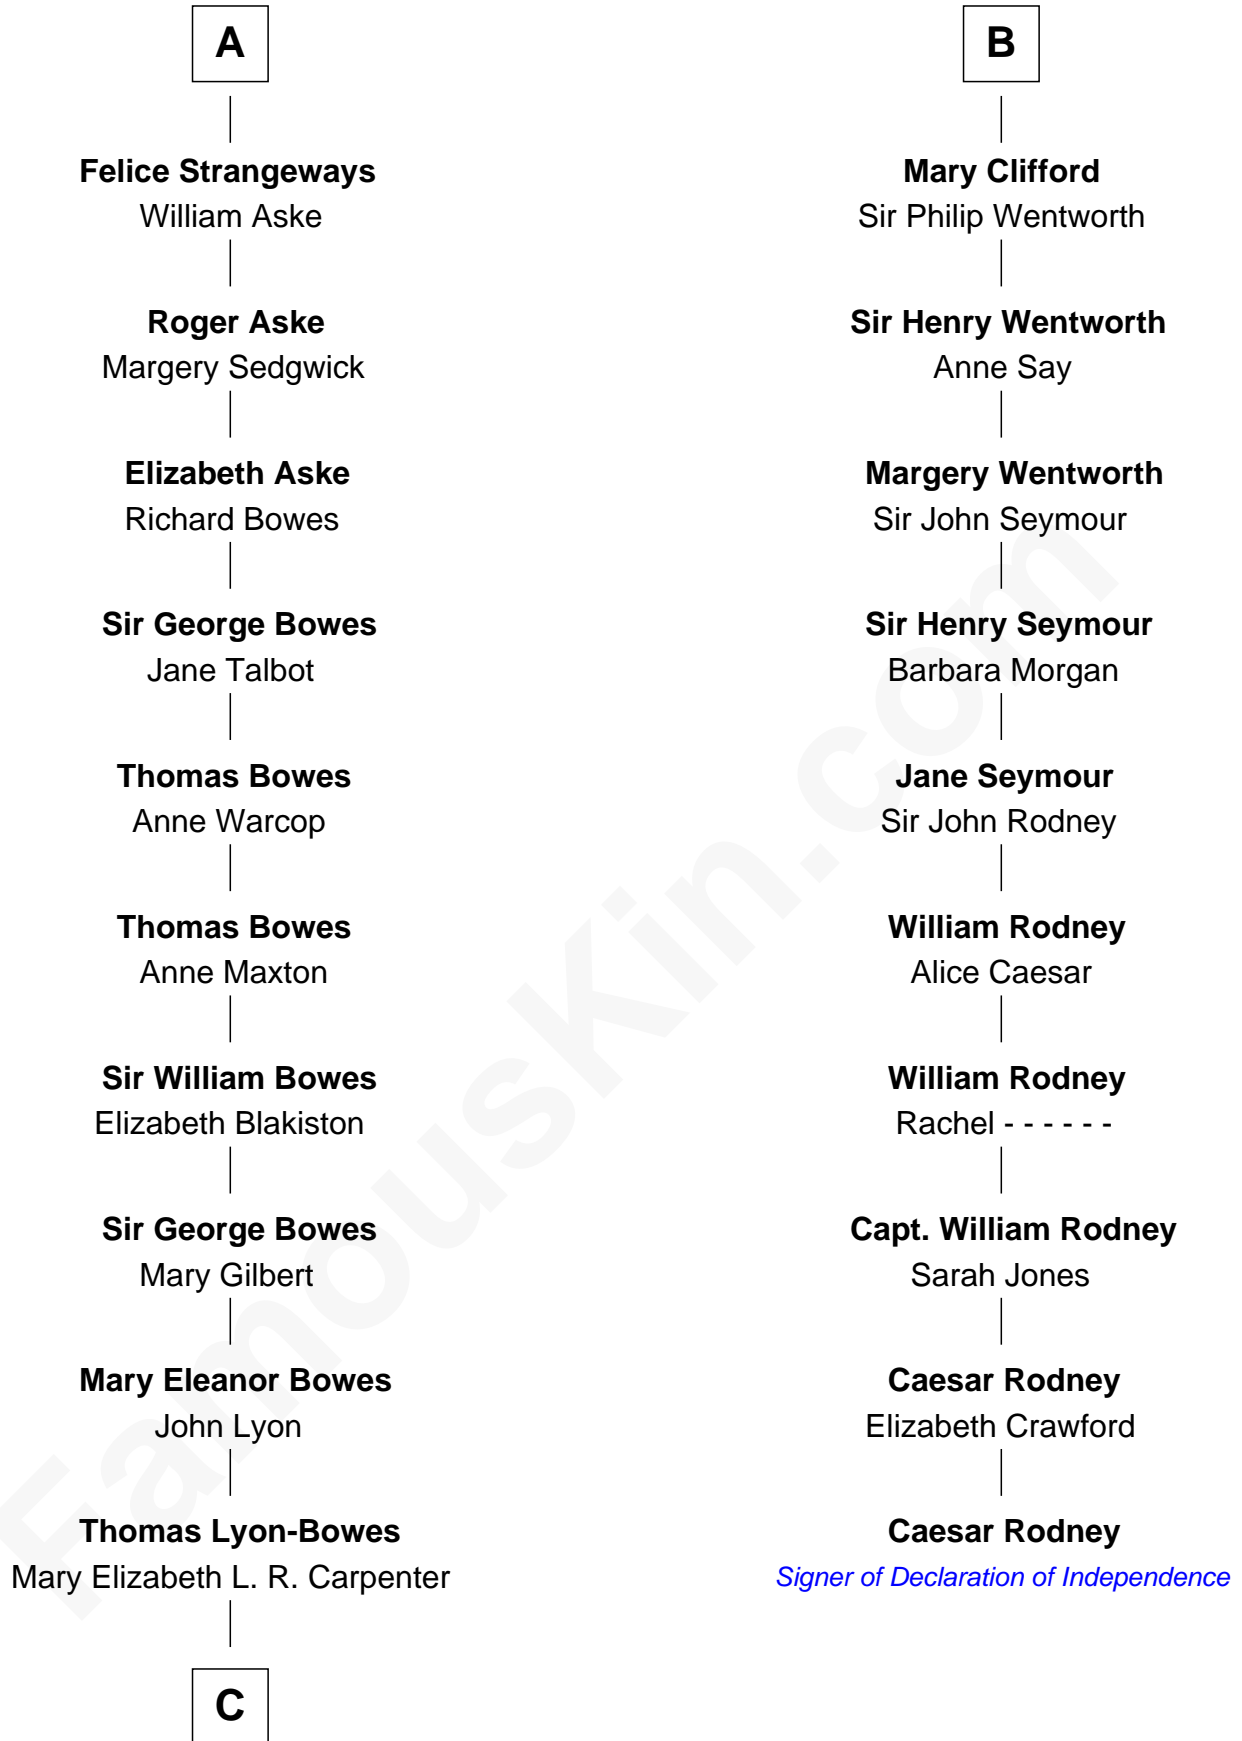 A
Felice Strangeways
William Aske
Roger Aske
Margery Sedgwick
Elizabeth Aske
Richard Bowes
Sir George Bowes
Jane Talbot
Thomas Bowes
Anne Warcop
Thomas Bowes
Anne Maxton
Sir William Bowes
Elizabeth Blakiston
Sir George Bowes
Mary Gilbert
Mary Eleanor Bowes
John Lyon
Thomas Lyon-Bowes
Mary Elizabeth L. R. Carpenter
C
B
Mary Clifford
Sir Philip Wentworth
Sir Henry Wentworth
Anne Say
Margery Wentworth
Sir John Seymour
Sir Henry Seymour
Barbara Morgan
Jane Seymour
Sir John Rodney
William Rodney
Alice Caesar
William Rodney
Rachel - - - - - -
Capt. William Rodney
Sarah Jones
Caesar Rodney
Elizabeth Crawford
Caesar Rodney
Signer of Declaration of Independence
FamousKin.com